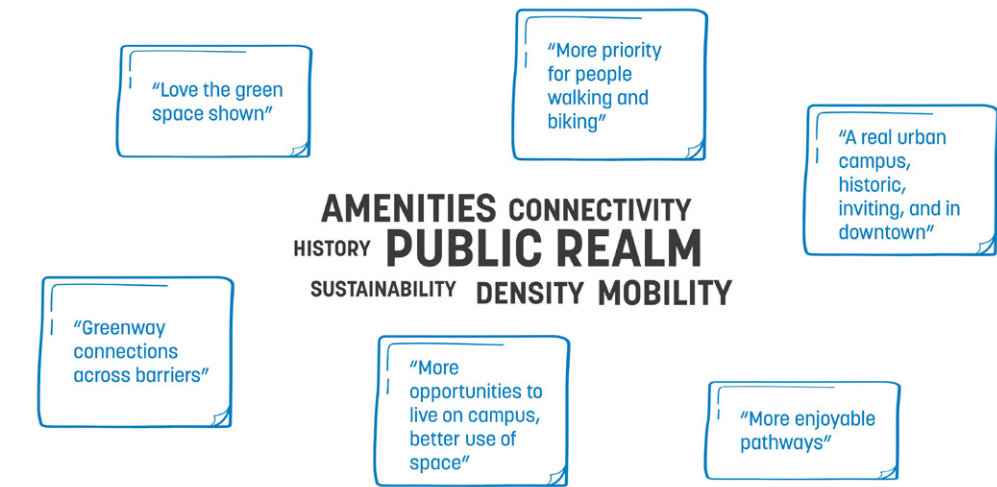 “Love the green
space shown”
“More priority
for people
walking and
biking”
“A real urban
campus,
historic,
inviting, and in
downtown”
AMENITIES CONNECTIVITY
HISTORY PUBLIC REALM
SUSTAINABILITY DENSITY MOBILITY
“Greenway
connections
across barriers”
“More
opportunities to
live on campus,
better use of
space”
“More enjoyable
pathways”